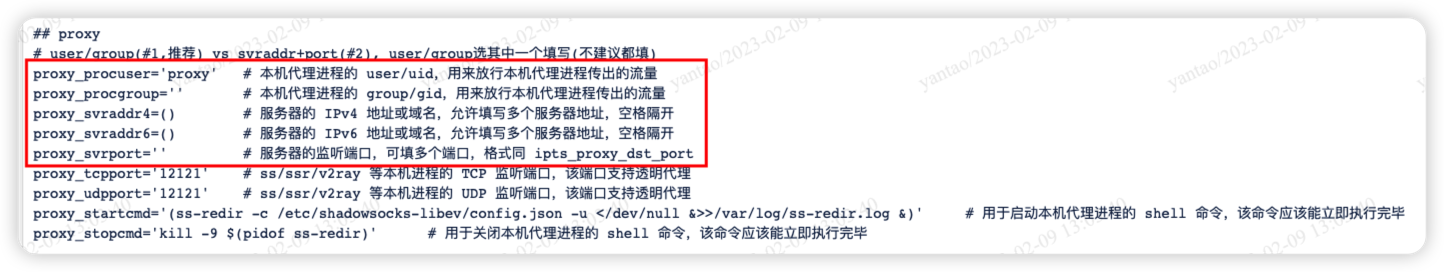 ## proxy
# user/group(#1,推荐) vs svraddr+port(#2), user/group选其中一个填写(不建议都填)
proxy_procuser='proxy' # 本机代理进程的 user/uid，用来放行本机代理进程传出的流量
proxy_procgroup='' # 本机代理进程的 group/gid，用来放行本机代理进程传出的流量
proxy_svraddr4=() # 服务器的 IPv4 地址或域名，允许填写多个服务器地址，空格隔开
proxy_svraddr6=() # 服务器的 IPv6 地址或域名，允许填写多个服务器地址，空格隔开
proxy_svrport='' # 服务器的监听端口，可填多个端口，格式同 ipts_proxy_dst_port
proxy_tcpport='12121' # ss/ssr/v2ray 等本机进程的 TCP 监听端口，该端口支持透明代理
proxy_udpport='12121' # ss/ssr/v2ray 等本机进程的 UDP 监听端口，该端口支持透明代理
proxy_startcmd='(ss-redir -c /etc/shadowsocks-libev/config.json -u </dev/null &>>/var/log/ss-redir.log &)' # 用于启动本机代理进程的 shell 命令，该命令应该能立即执行完毕
proxy_stopcmd='kill -9 $(pidof ss-redir)' # 用于关闭本机代理进程的 shell 命令，该命令应该能立即执行完毕
yantao/2023-02-09
yantao/2023-02-09